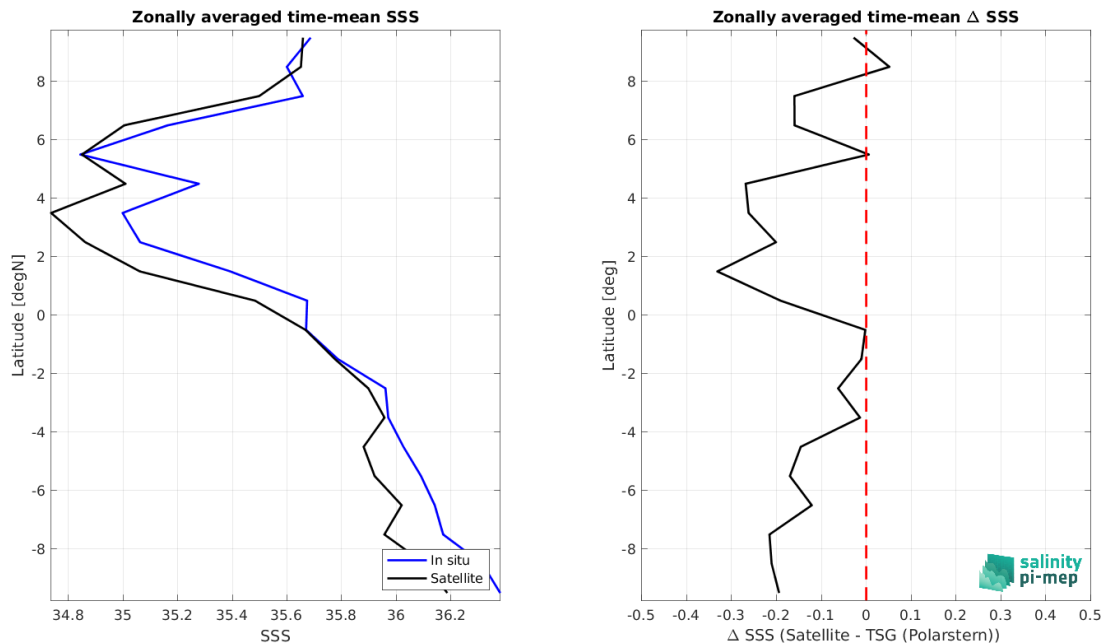 Zonally averaged time-mean SSS
Latitude [degN]
8
6
4
2
0
-2
-4
-6
-8
34.8 35 35.2 35.4 35.6 35.8 36 36.2
SSS
In situ
Satellite
Zonally averaged time-mean Δ SSS
Latitude [deg]
8
6
4
2
0
-2
-4
-6
-8
-0.5 -0.4 -0.3 -0.2 -0.1 0 0.1 0.2 0.3 0.4 0.5
Δ SSS (Satellite - TSG (Polarstern))
salinity
pi-mep